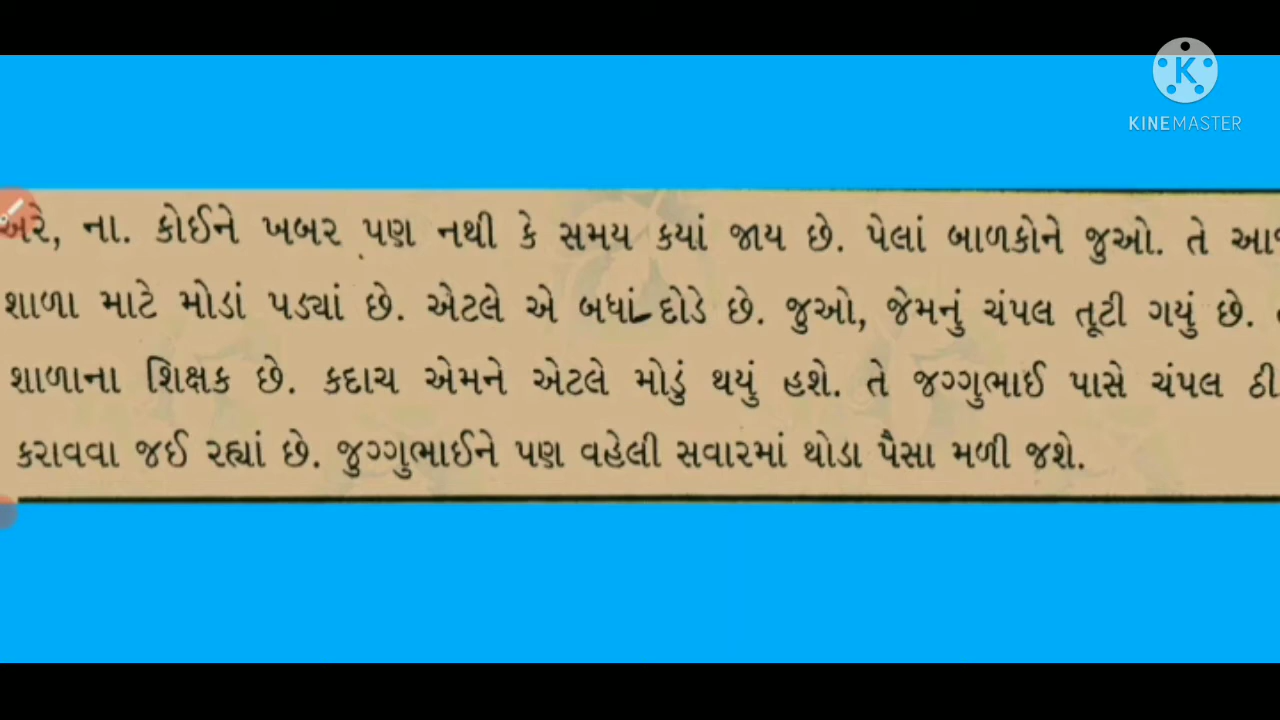 KINEMASTER
અરે, ના. કોઈને ખબર પણ નથી કે સમય કયાં જાય છે. પેલાં બાળકોને જુઓ. તે
શાળા માટે મોડાં પડ્યાં છે. એટલે એ બધાં દોડે છે. જુઓ, જેમનું ચંપલ તૂટી ગયું છે.
શાળાના શિક્ષક છે. કદાચ એમને એટલે મોડું થયું હશે. તે જગ્ગુભાઈ પાસે ચંપલ
કરાવવા જઈ રહ્યાં છે. જુગ્ગુભાઈને પણ વહેલી સવારમાં થોડા પૈસા મળી જશે.